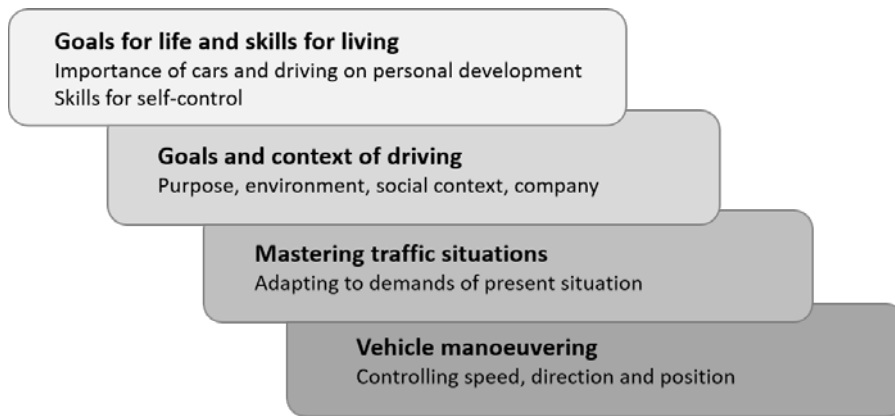 Goals for life and skills for living
Importance of cars and driving on personal development
Skills for self-control
Goals and context of driving
Purpose, environment, social context, company
Mastering traffic situations
Adapting to demands of present situation
Vehicle manoeuvering
Controlling speed, direction and position